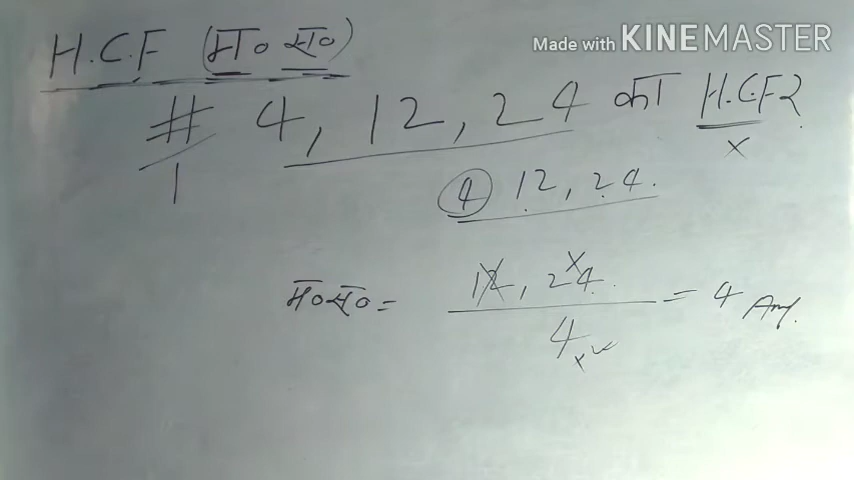 Made with KINEMASTER
H.C.F (म० स०)
# 4, 12, 24 का H.C.F?
1
4 12, 24.
म०स० = 12, 24. = 4 Ans.
4